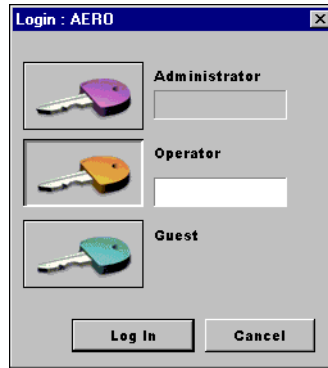 Login : AERO
Administrator
Operator
Guest
Log In
Cancel